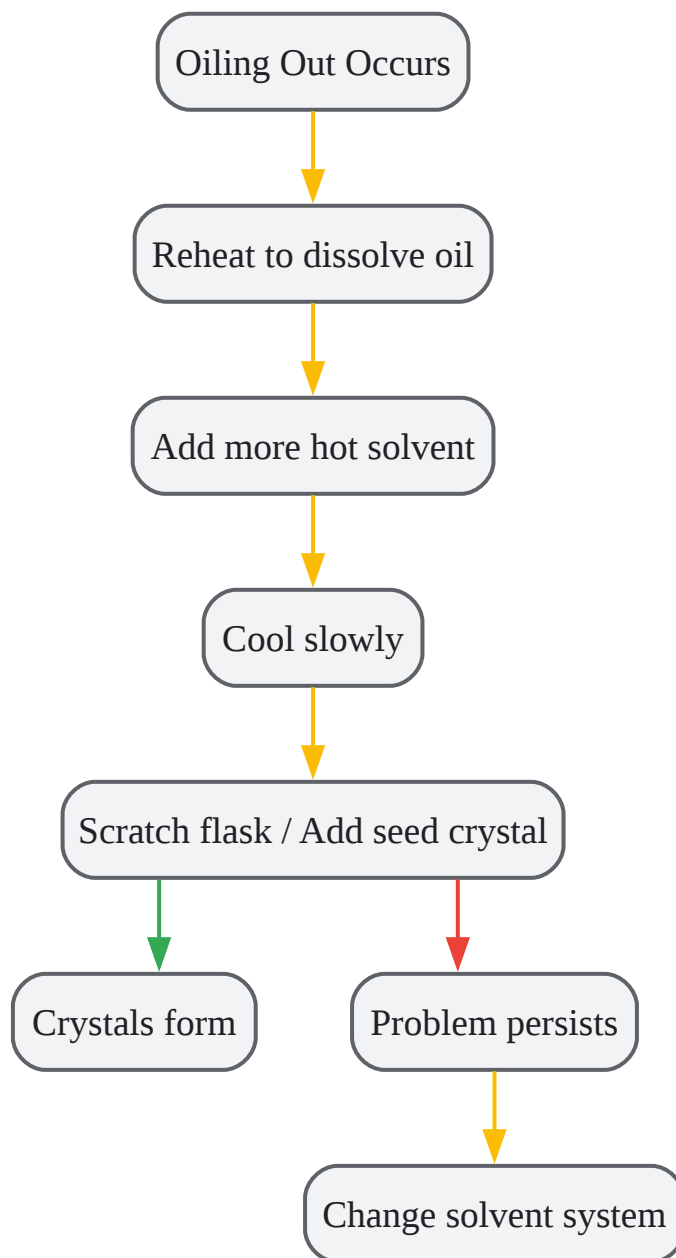 Oiling Out Occurs
Reheat to dissolve oil
Add more hot solvent
Cool slowly
Scratch flask / Add seed crystal
Crystals form
Problem persists
Change solvent system